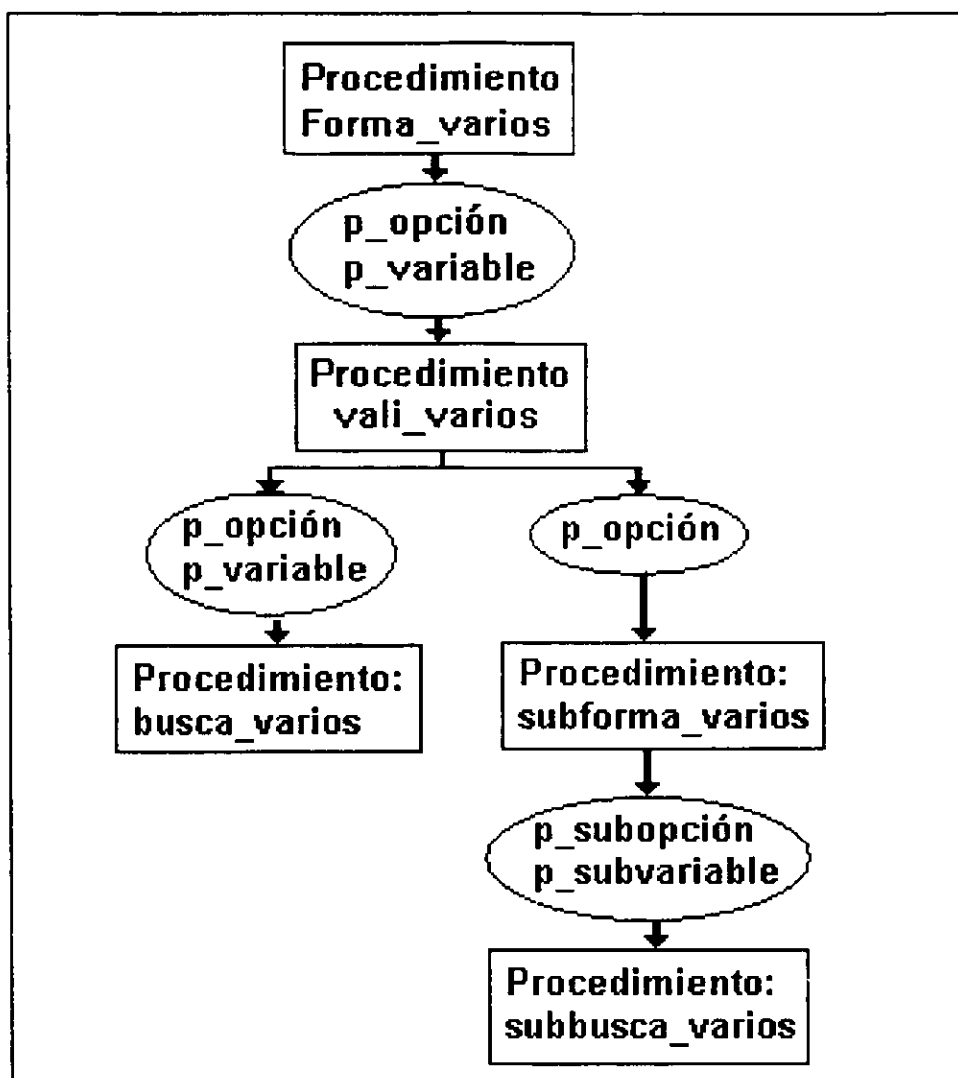 Procedimiento
Forma_varios
p_opción
p_variable
Procedimiento
vali_varios
p_opción
p_variable
p_opción
Procedimiento:
busca_varios
Procedimiento:
subforma_varios
p_subopción
p_subvariable
Procedimiento:
subbusca_varios